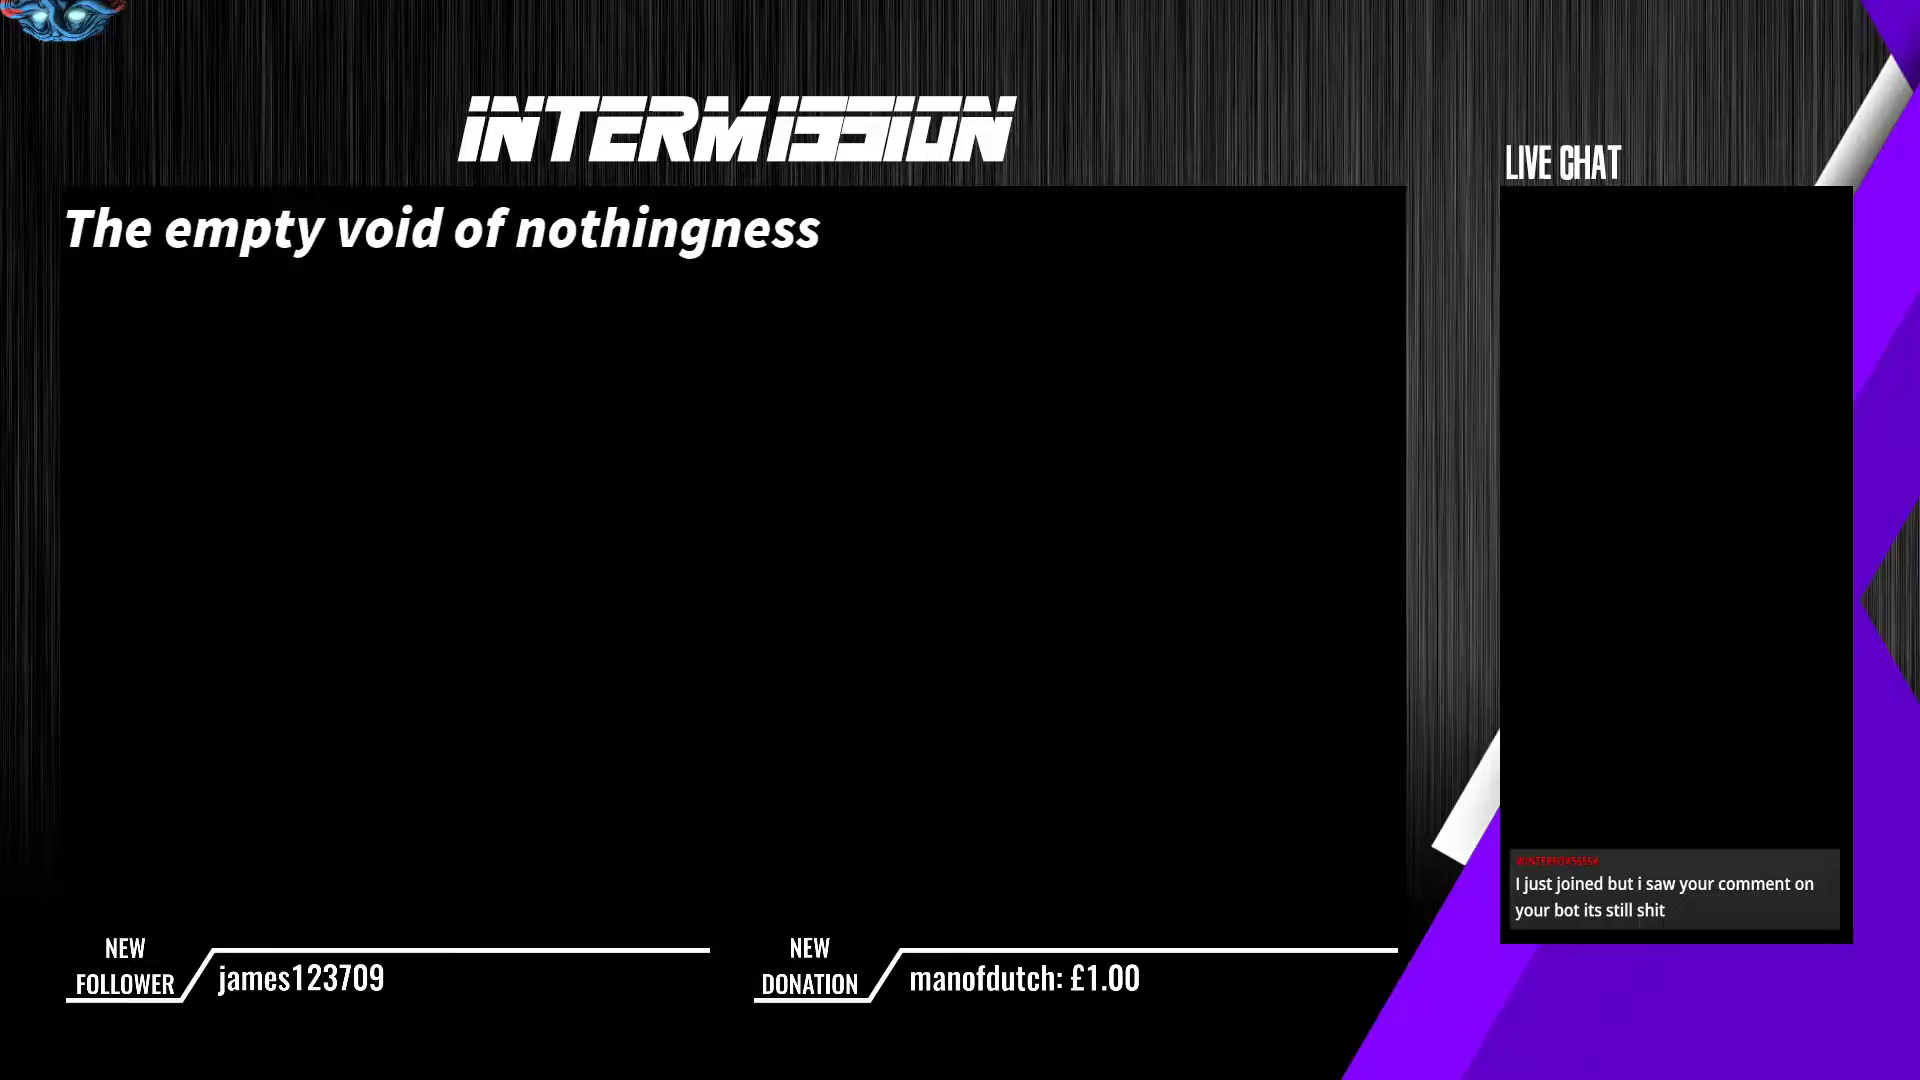 INTERMISSION
LIVE CHAT
The empty void of nothingness
WINTERFOX565SK
I just joined but i saw your comment on
your bot its still shit
NEW
FOLLOWER
james123709
NEW
DONATION
manofdutch: £1.00